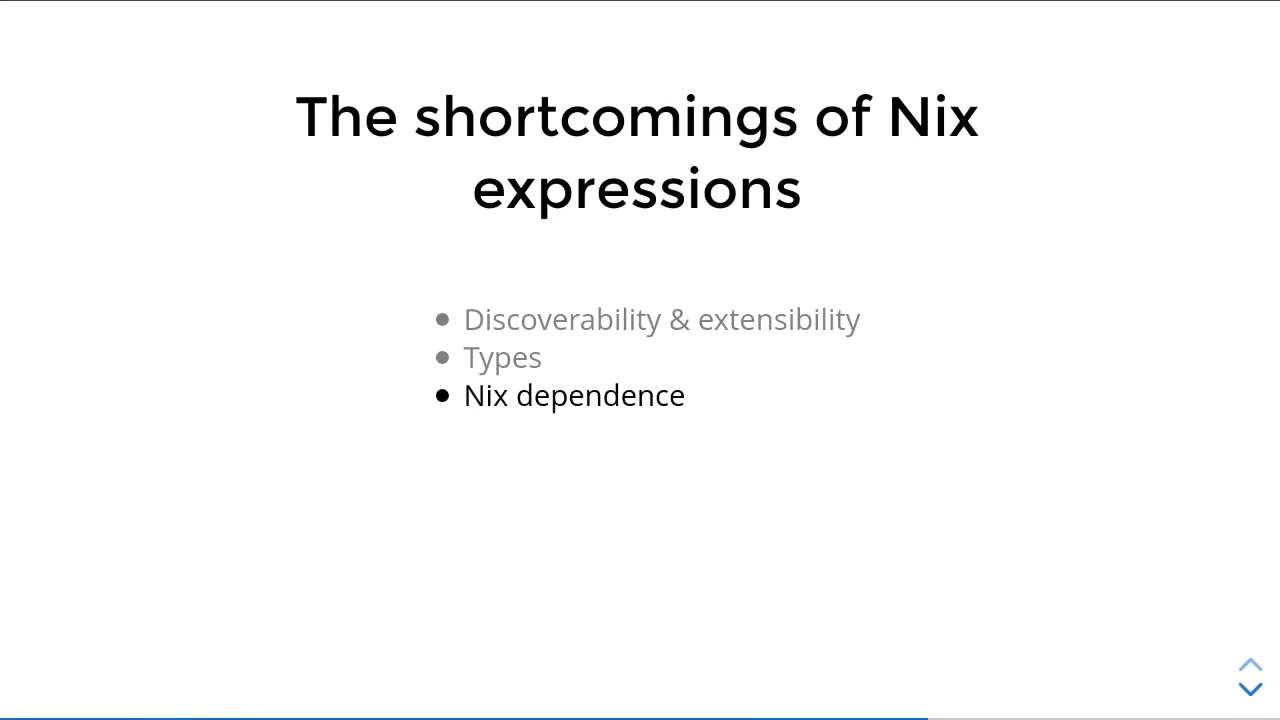 The shortcomings of Nix
expressions
Discoverability & extensibility
Types
Nix dependence